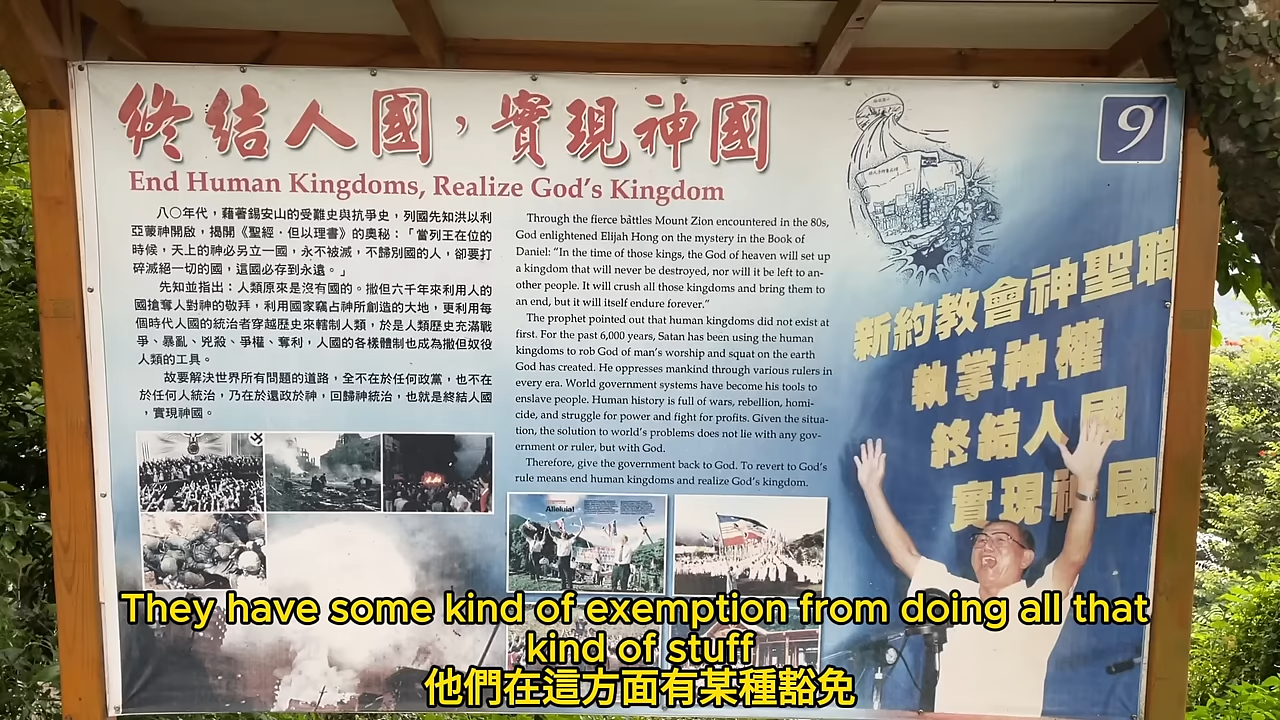 終結人國，實現神國
End Human Kingdoms, Realize God's Kingdom
9
八〇年代，藉著錫安山的受難史與抗爭史，列國先知洪以利
亞蒙神開啟，揭開《聖經．但以理書》的奧秘：「當列王在位的
時候，天上的神必另立一國，永不被滅，不歸別國的人，卻要打
碎滅絕一切的國，這國必存到永遠。」
先知並指出：人類原來是沒有國的。撒但六千年來利用人的
國搶奪人對神的敬拜，利用國家竊占神所創造的大地，更利用每
個時代人國的統治者穿越歷史來轄制人類，於是人類歷史充滿戰
爭、暴亂、兇殺、爭權、奪利，人國的各樣體制也成為撒但奴役
人類的工具。
故要解決世界所有問題的道路，全不在於任何政黨，也不在
於任何人統治，乃在於還政於神，回歸神統治，也就是終結人國
，實現神國。
Through the fierce battles Mount Zion encountered in the 80s,
God enlightened Elijah Hong on the mystery in the Book of
Daniel: “In the time of those kings, the God of heaven will set up
a kingdom that will never be destroyed, nor will it be left to an-
other people. It will crush all those kingdoms and bring them to
an end, but it will itself endure forever.”
The prophet pointed out that human kingdoms did not exist at
first. For the past 6,000 years, Satan has been using the human
kingdoms to rob God of man's worship and squat on the earth
God has created. He oppresses mankind through various rulers in
every era. World government systems have become his tools to
enslave people. Human history is full of wars, rebellion, homi-
cide, and struggle for power and fight for profits. Given the situa-
tion, the solution to world's problems does not lie with any gov-
ernment or ruler, but with God.
Therefore, give the government back to God. To revert to God's
rule means end human kingdoms and realize God's kingdom.
新約教會神聖職
執掌神權
終結人國
實現神國
Alleluia!
They have some kind of exemption from doing all that
kind of stuff
他們在這方面有某種豁免